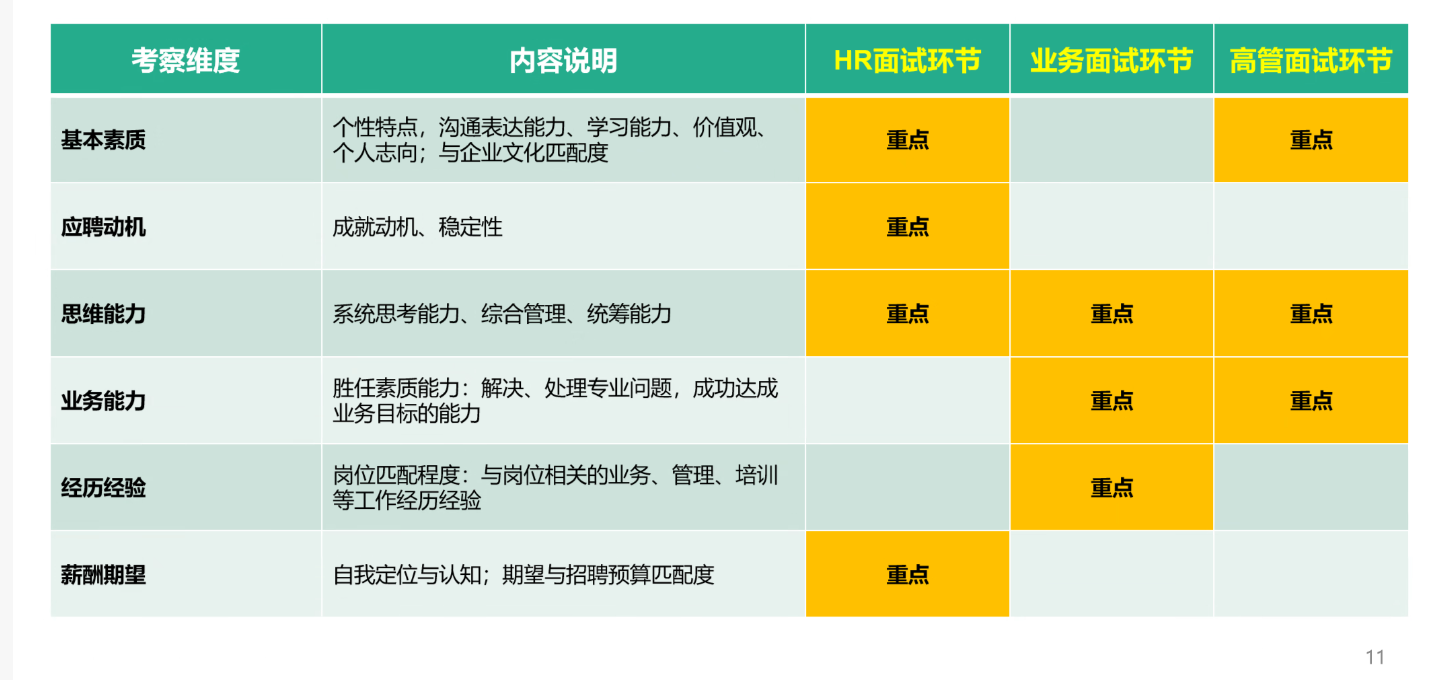 考察维度 内容说明 HR面试环节 业务面试环节 高管面试环节
基本素质 个性特点，沟通表达能力、学习能力、价值观、 重点 重点
个人志向；与企业文化匹配度
应聘动机 成就动机、稳定性 重点
思维能力 系统思考能力、综合管理、统筹能力 重点 重点 重点
业务能力 胜任素质能力：解决、处理专业问题，成功达成 重点 重点
业务目标的能力
经历经验 岗位匹配程度：与岗位相关的业务、管理、培训 重点
等工作经历经验
薪酬期望 自我定位与认知；期望与招聘预算匹配度 重点
11